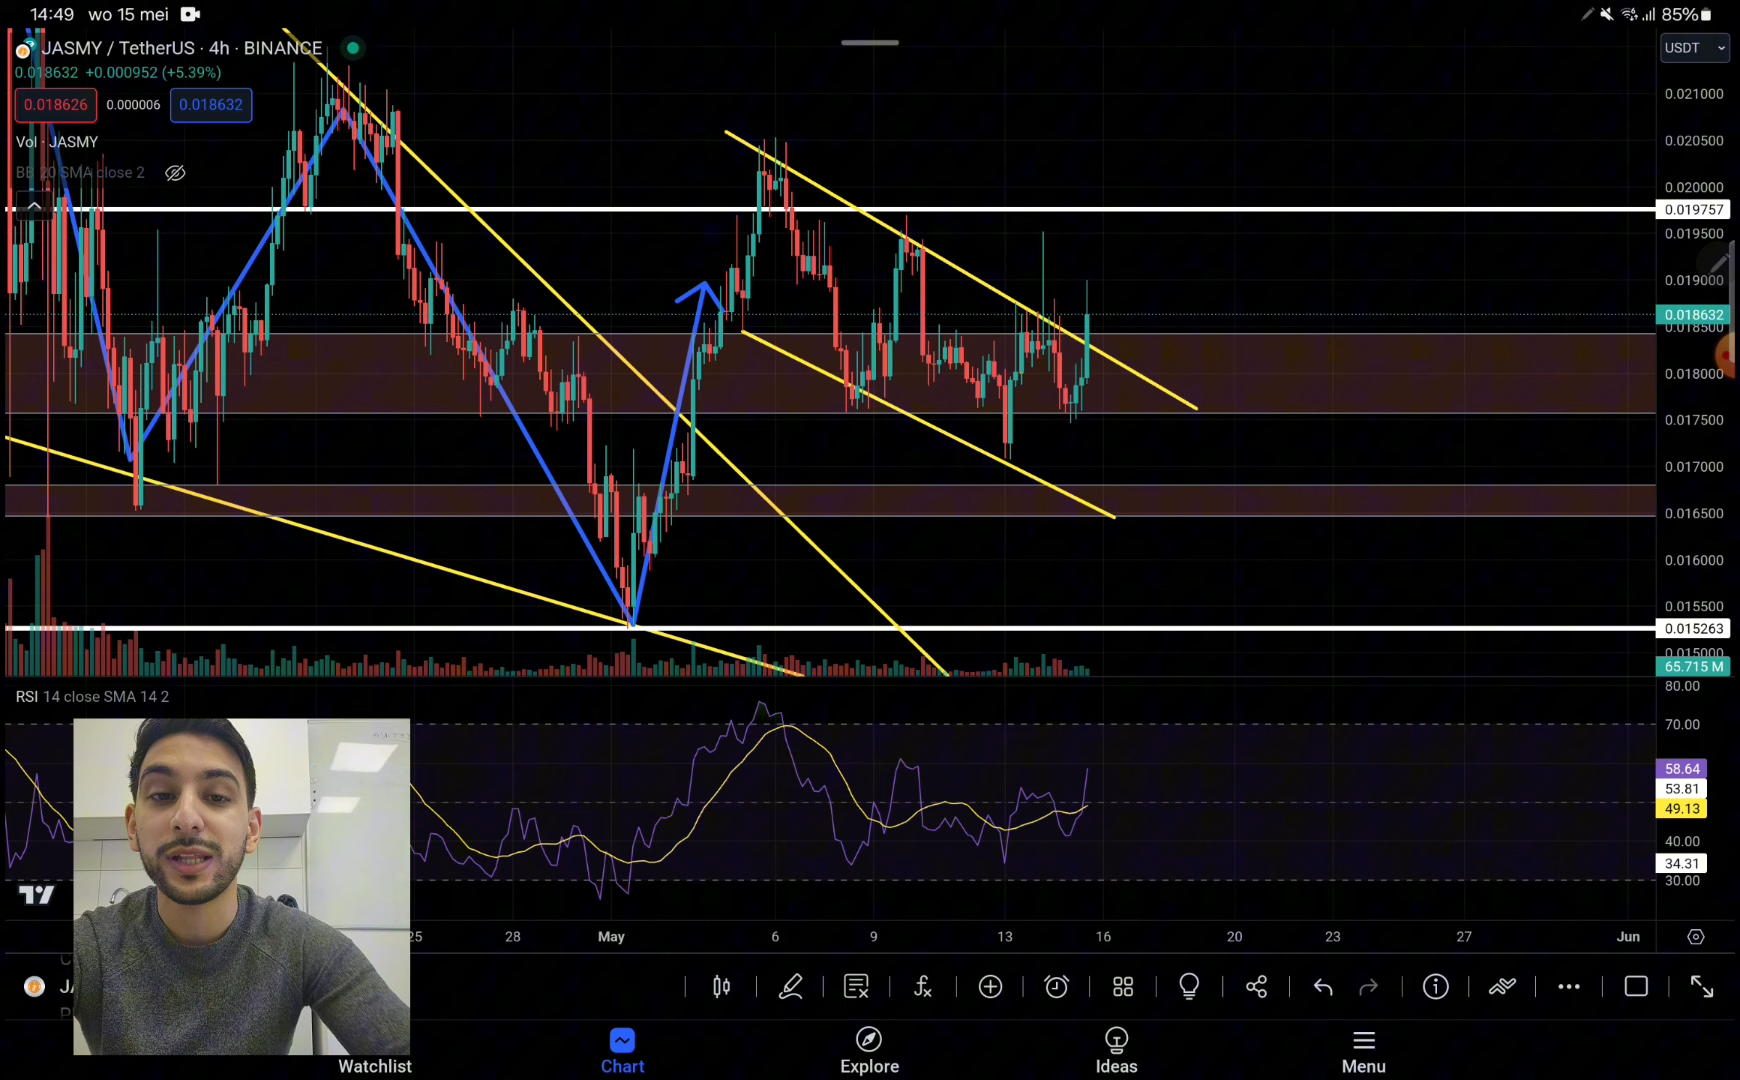 14:49 wo 15 mei 85%
JASMY / TetherUS · 4h · BINANCE
USDT
0.018632 +0.000952 (+5.39%)
0.018626 0.000006 0.018632
Vol · JASMY
BB 20 SMA close 2
0.021000
0.020500
0.020000
0.019757
0.019500
0.019000
0.018632
0.018500
0.018000
0.017500
0.017000
0.016500
0.016000
0.015500
0.015263
0.015000
65.715 M
RSI 14 close SMA 14 2
80.00
70.00
58.64
53.81
49.13
40.00
34.31
30.00
25 28 May 6 9 13 16 20 23 27 Jun
Watchlist Chart Explore Ideas Menu